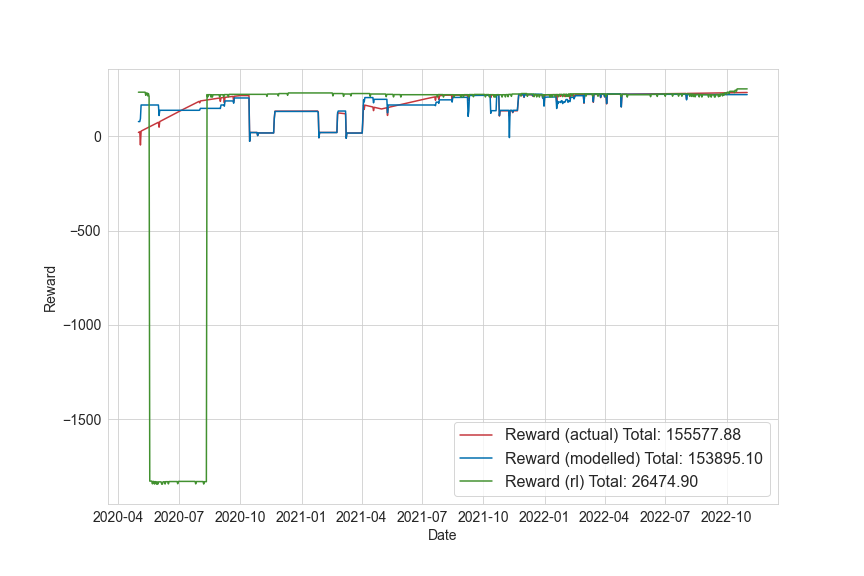 0
−500
−1000
−1500
Reward
Reward (actual) Total: 155577.88
Reward (modelled) Total: 153895.10
Reward (rl) Total: 26474.90
2020-04 2020-07 2020-10 2021-01 2021-04 2021-07 2021-10 2022-01 2022-04 2022-07 2022-10
Date